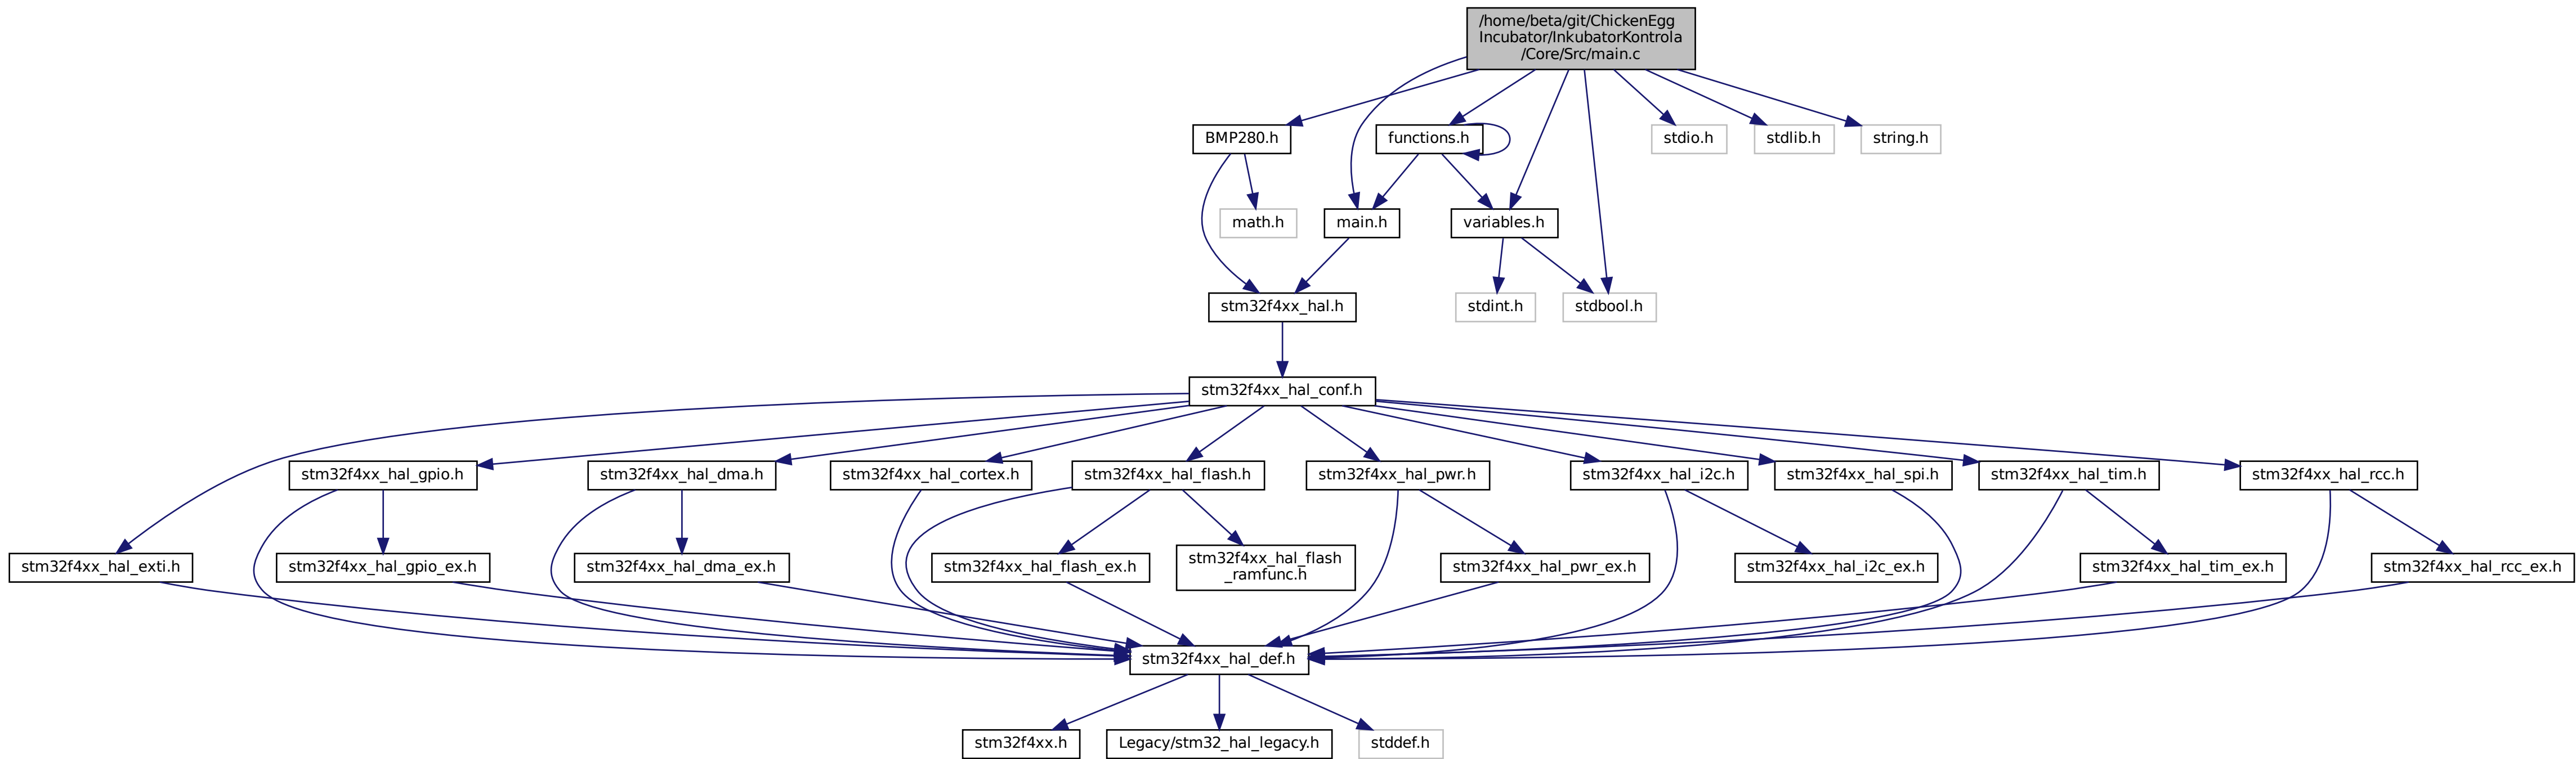 /home/beta/git/ChickenEgg
Incubator/InkubatorKontrola
/Core/Src/main.c
BMP280.h
functions.h
stdio.h
stdlib.h
string.h
math.h
main.h
variables.h
stm32f4xx_hal.h
stdint.h
stdbool.h
stm32f4xx_hal_conf.h
stm32f4xx_hal_gpio.h
stm32f4xx_hal_dma.h
stm32f4xx_hal_cortex.h
stm32f4xx_hal_flash.h
stm32f4xx_hal_pwr.h
stm32f4xx_hal_i2c.h
stm32f4xx_hal_spi.h
stm32f4xx_hal_tim.h
stm32f4xx_hal_rcc.h
stm32f4xx_hal_exti.h
stm32f4xx_hal_gpio_ex.h
stm32f4xx_hal_dma_ex.h
stm32f4xx_hal_flash_ex.h
stm32f4xx_hal_flash
_ramfunc.h
stm32f4xx_hal_pwr_ex.h
stm32f4xx_hal_i2c_ex.h
stm32f4xx_hal_tim_ex.h
stm32f4xx_hal_rcc_ex.h
stm32f4xx_hal_def.h
stm32f4xx.h
Legacy/stm32_hal_legacy.h
stddef.h